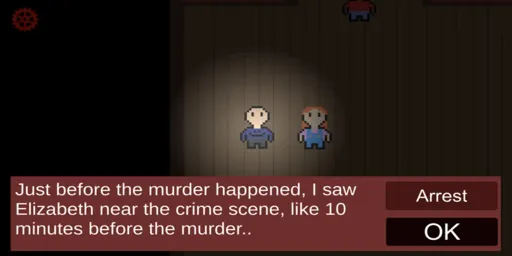 Just before the murder happened, I saw
Elizabeth near the crime scene, like 10
minutes before the murder..
Arrest
OK